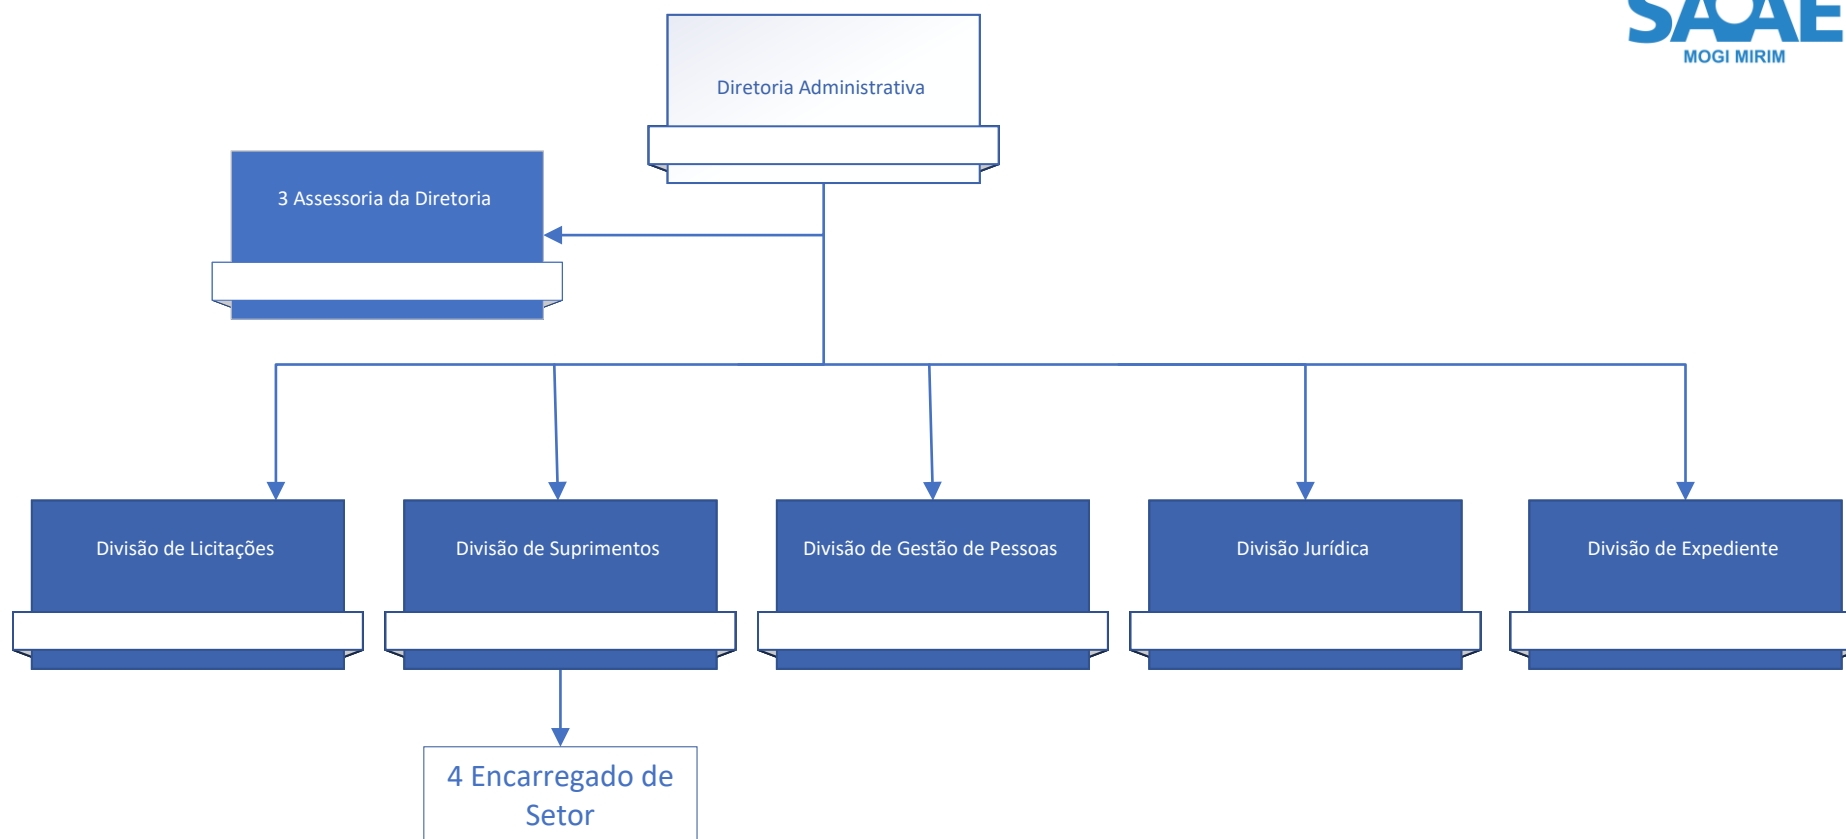 SAAE
MOGI MIRIM
Diretoria Administrativa
3 Assessoria da Diretoria
Divisão de Licitações
Divisão de Suprimentos
Divisão de Gestão de Pessoas
Divisão Jurídica
Divisão de Expediente
4 Encarregado de
Setor